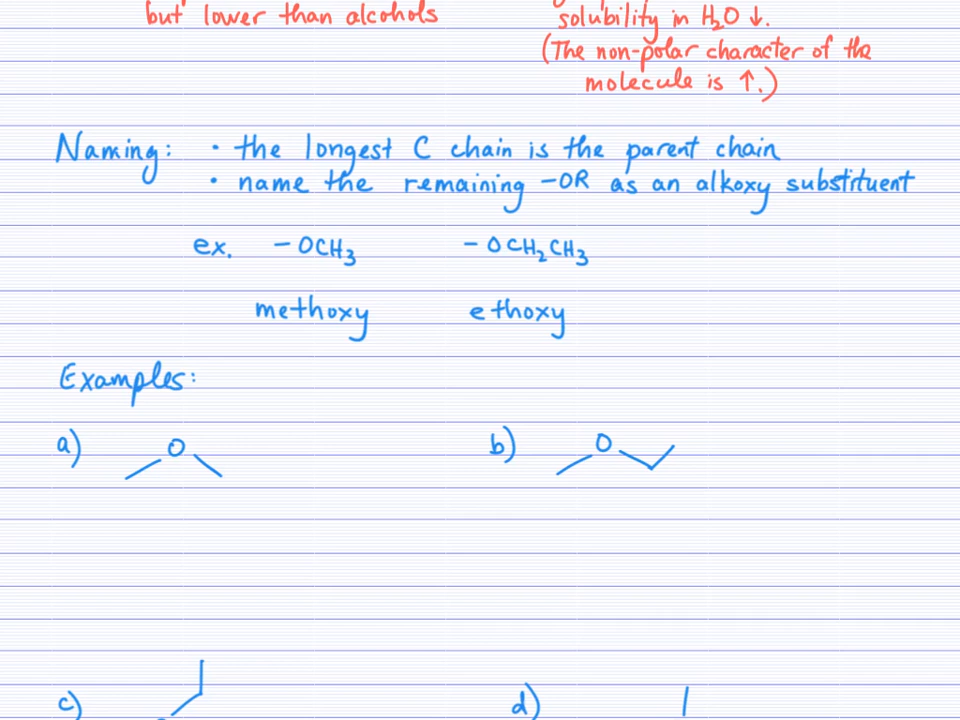 but lower than alcohols
solubility in H₂O ↓.
(The non-polar character of the
molecule is ↑.)
Naming: • the longest C chain is the parent chain
• name the remaining -OR as an alkoxy substituent
ex. -OCH₃ -OCH₂CH₃
methoxy ethoxy
Examples:
a) O b) O
c) d)